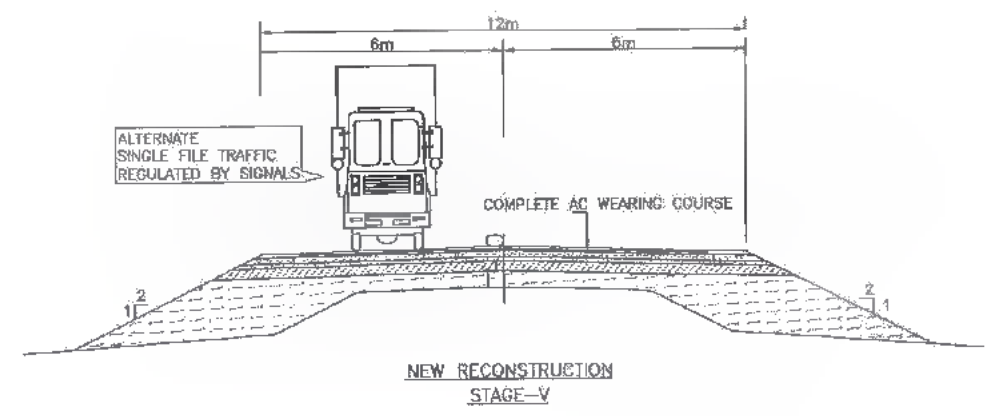 12m
6m 6m
ALTERNATE
SINGLE FILE TRAFFIC
REGULATED BY SIGNALS
COMPLETE AC WEARING COURSE
2
1
2
1
NEW RECONSTRUCTION
STAGE-V